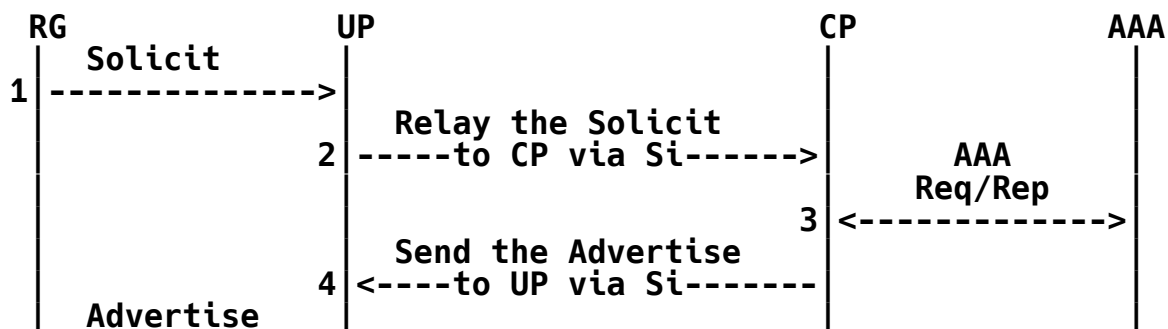 RG UP CP AAA
Solicit
1 |-------------->|
Relay the Solicit
2 |-----to CP via Si------>| AAA
Req/Rep
3 |<------------->|
Send the Advertise
4 |<----to UP via Si-------|
Advertise